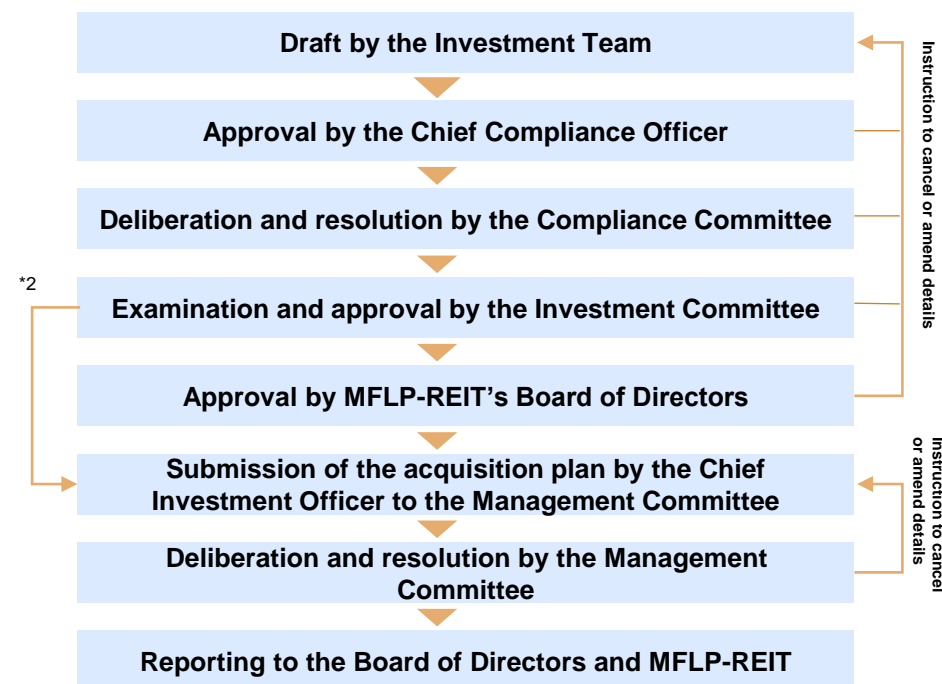 Draft by the Investment Team
Approval by the Chief Compliance Officer
Deliberation and resolution by the Compliance Committee
*2
Examination and approval by the Investment Committee
Approval by MFLP-REIT’s Board of Directors
Submission of the acquisition plan by the Chief
Investment Officer to the Management Committee
Deliberation and resolution by the Management
Committee
Reporting to the Board of Directors and MFLP-REIT
Instruction to cancel or amend details
Instruction to cancel
or amend details